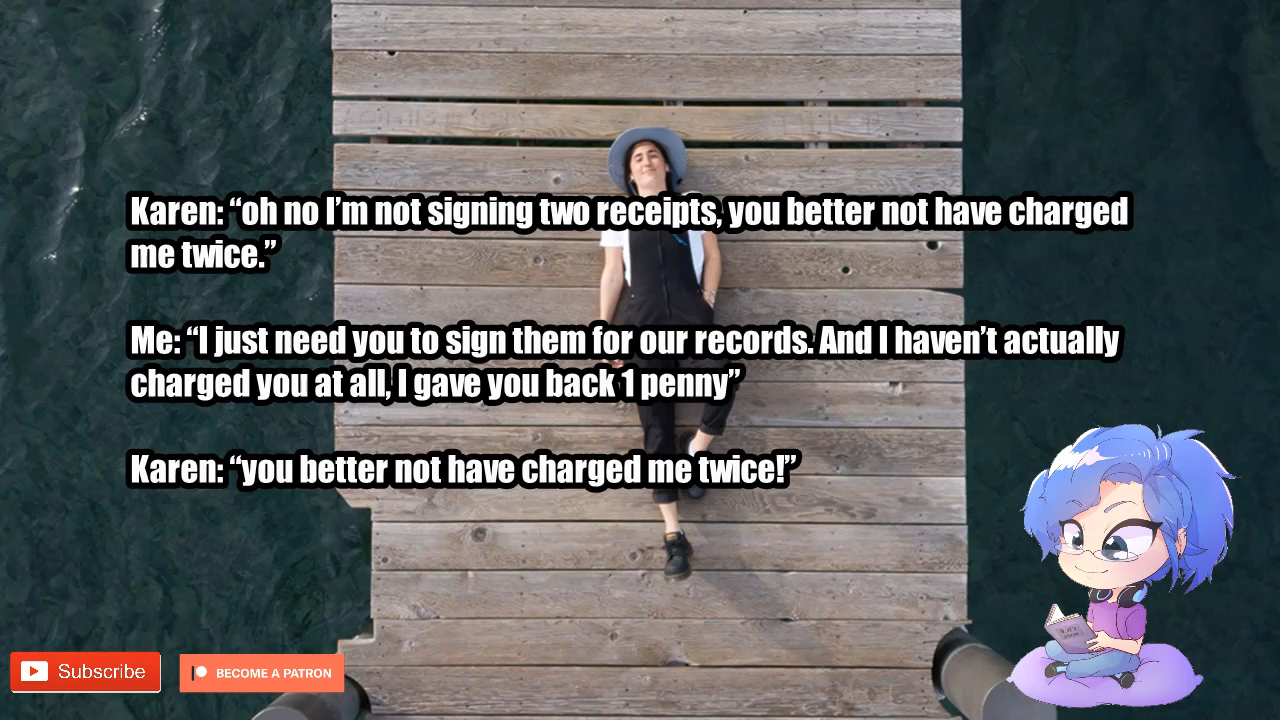 Karen: “oh no I’m not signing two receipts, you better not have charged
me twice.”
Me: “I just need you to sign them for our records. And I haven’t actually
charged you at all, I gave you back 1 penny”
Karen: “you better not have charged me twice!”
Subscribe
BECOME A PATRON